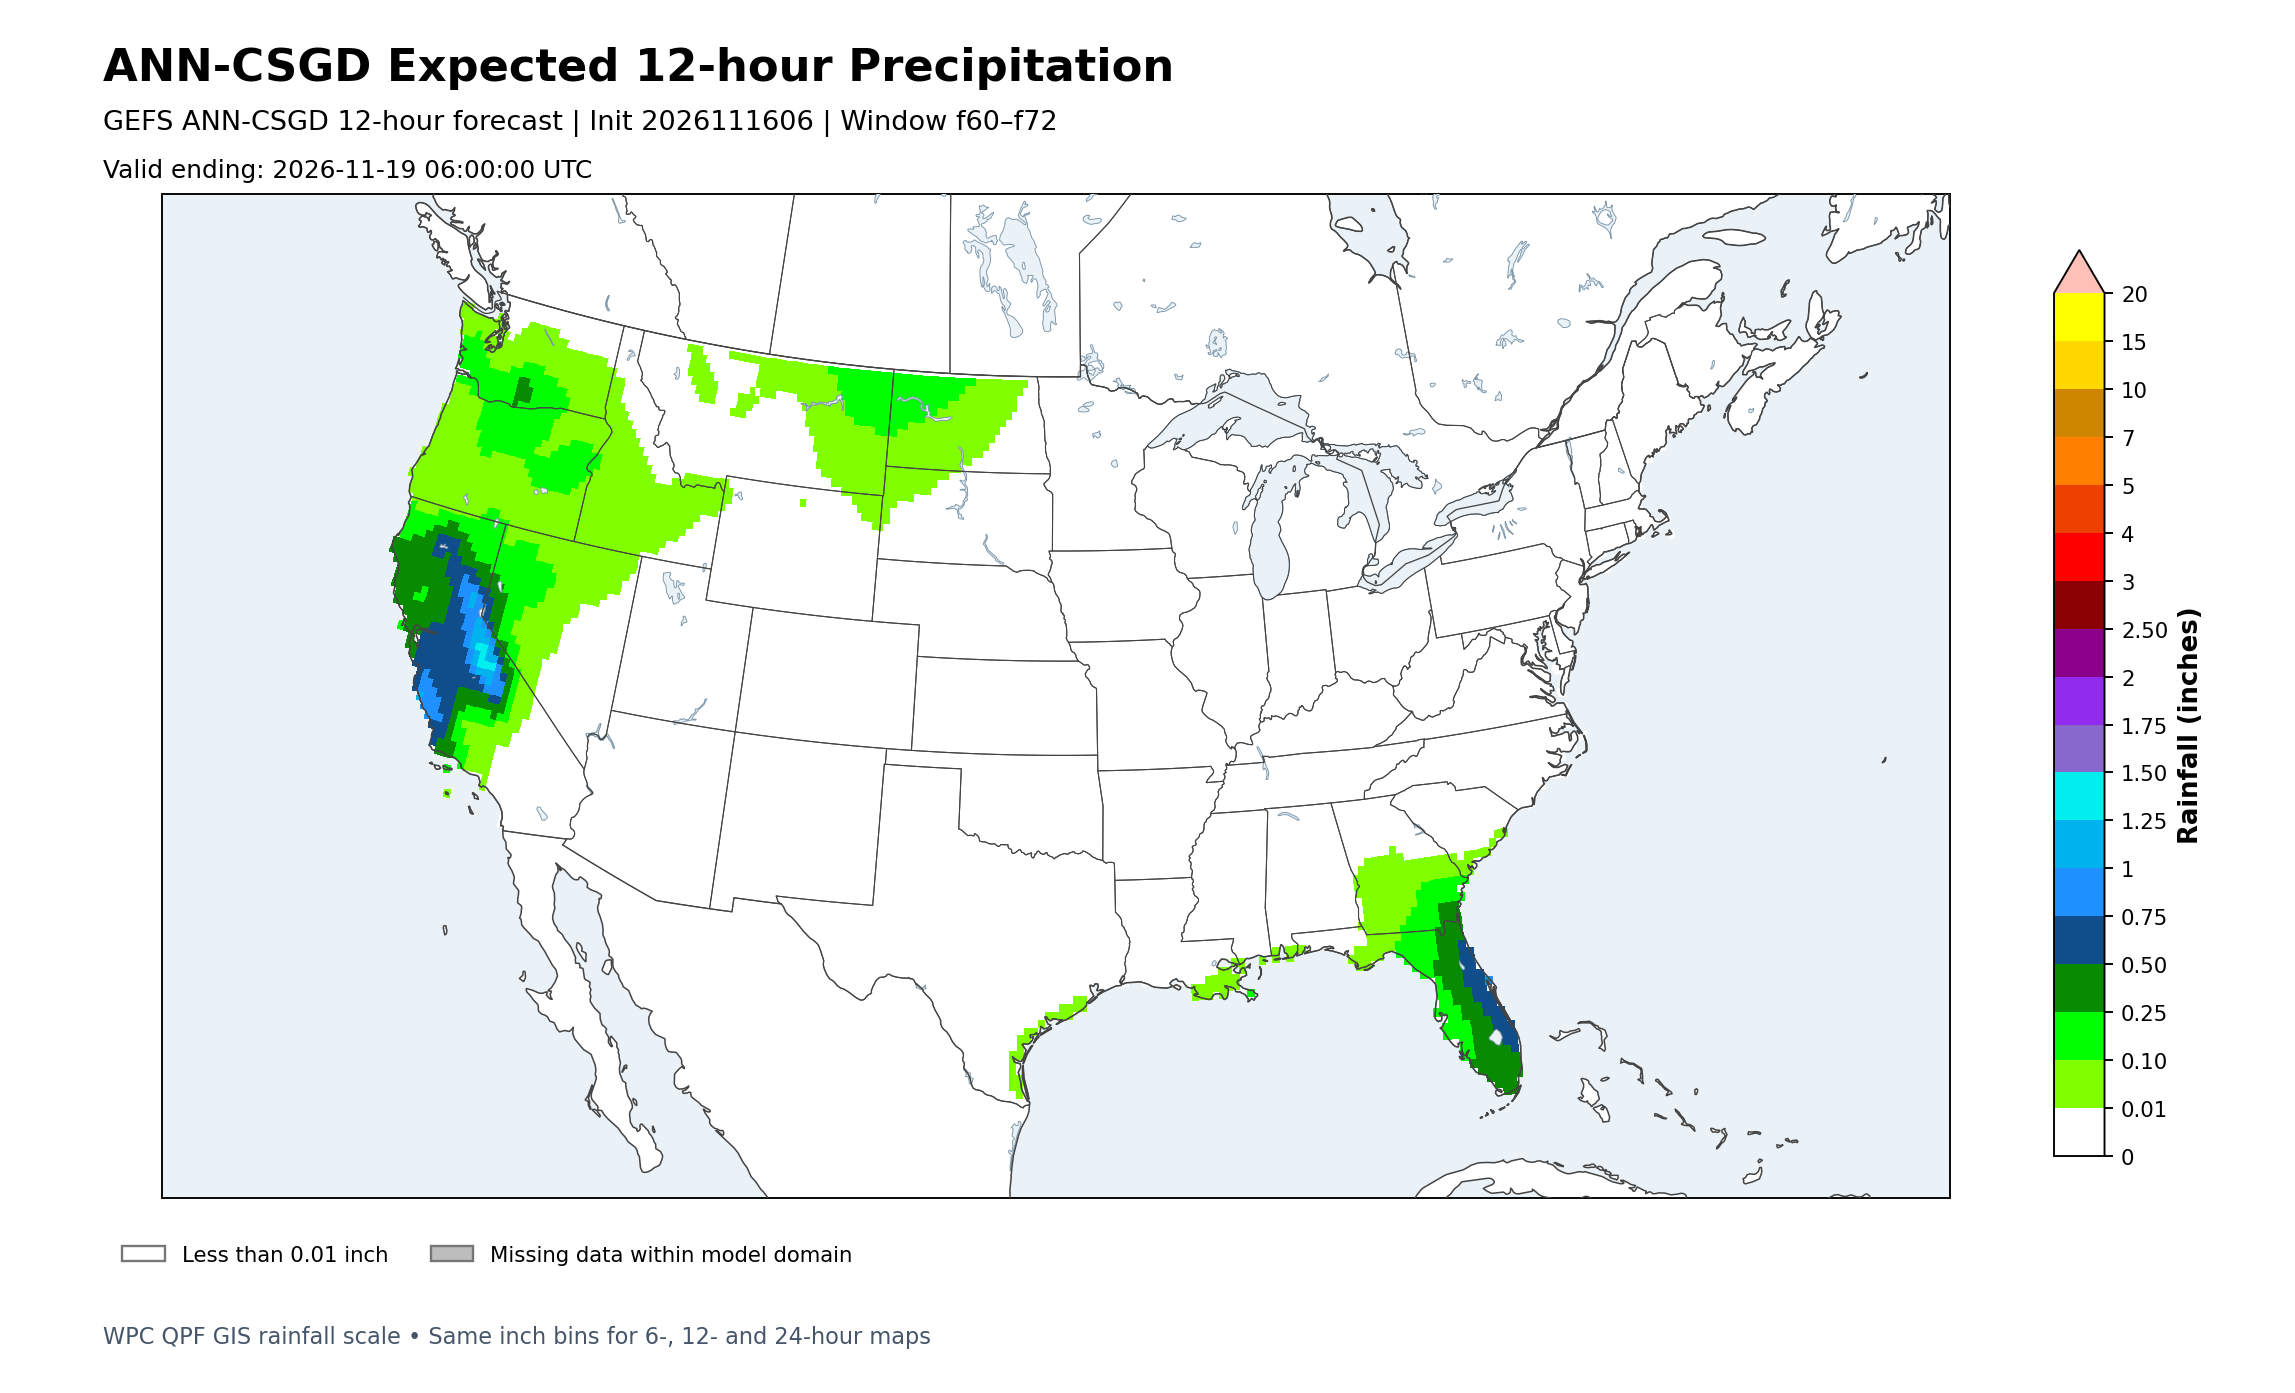 ANN-CSGD Expected 12-hour Precipitation
GEFS ANN-CSGD 12-hour forecast | Init 2026111606 | Window f60–f72
Valid ending: 2026-11-19 06:00:00 UTC
20
15
10
7
5
4
3
2.50
2
1.75
1.50
1.25
1
0.75
0.50
0.25
0.10
0.01
0
Rainfall (inches)
Less than 0.01 inch
Missing data within model domain
WPC QPF GIS rainfall scale • Same inch bins for 6-, 12- and 24-hour maps